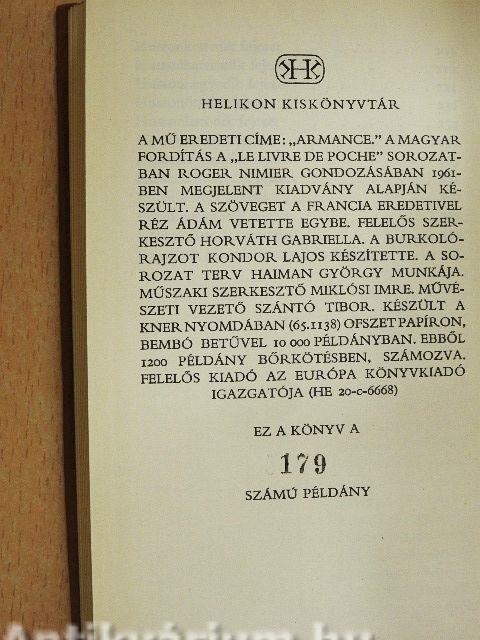 KH
HELIKON KISKÖNYVTÁR
A MŰ EREDETI CÍME: „ARMANCE.” A MAGYAR
FORDÍTÁS A „LE LIVRE DE POCHE” SOROZAT-
BAN ROGER NIMIER GONDOZÁSÁBAN 1961-
BEN MEGJELENT KIADVÁNY ALAPJÁN KÉ-
SZÜLT. A SZÖVEGET A FRANCIA EREDETIVEL
RÉZ ÁDÁM VETETTE EGYBE. FELELŐS SZER-
KESZTŐ HORVÁTH GABRIELLA. A BURKOLÓ-
RAJZOT KONDOR LAJOS KÉSZÍTETTE. A SO-
ROZAT TERV HAIMAN GYÖRGY MUNKÁJA.
MŰSZAKI SZERKESZTŐ MIKLÓSI IMRE. MŰVÉ-
SZETI VEZETŐ SZÁNTÓ TIBOR. KÉSZÜLT A
KNER NYOMDÁBAN (65.1138) OFSZET PAPÍRON,
BEMBÓ BETŰVEL 10 000 PÉLDÁNYBAN. EBBŐL
1200 PÉLDÁNY BŐRKÖTÉSBEN, SZÁMOZVA.
FELELŐS KIADÓ AZ EURÓPA KÖNYVKIADÓ
IGAZGATÓJA (HE 20-c-6668)
EZ A KÖNYV A
179
SZÁMÚ PÉLDÁNY
Antikvárium.hu